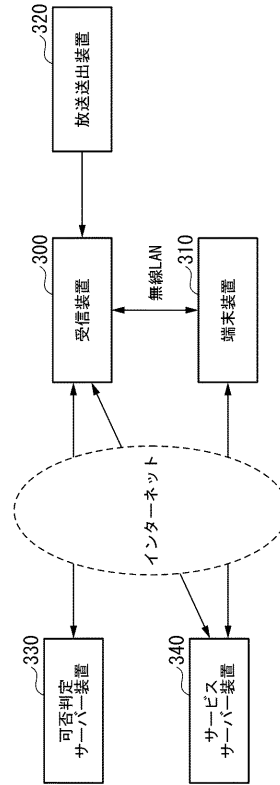 330
可否判定
サーバー装置
340
サービス
サーバー装置
インターネット
300
受信装置
無線LAN
310
端末装置
320
放送送出装置